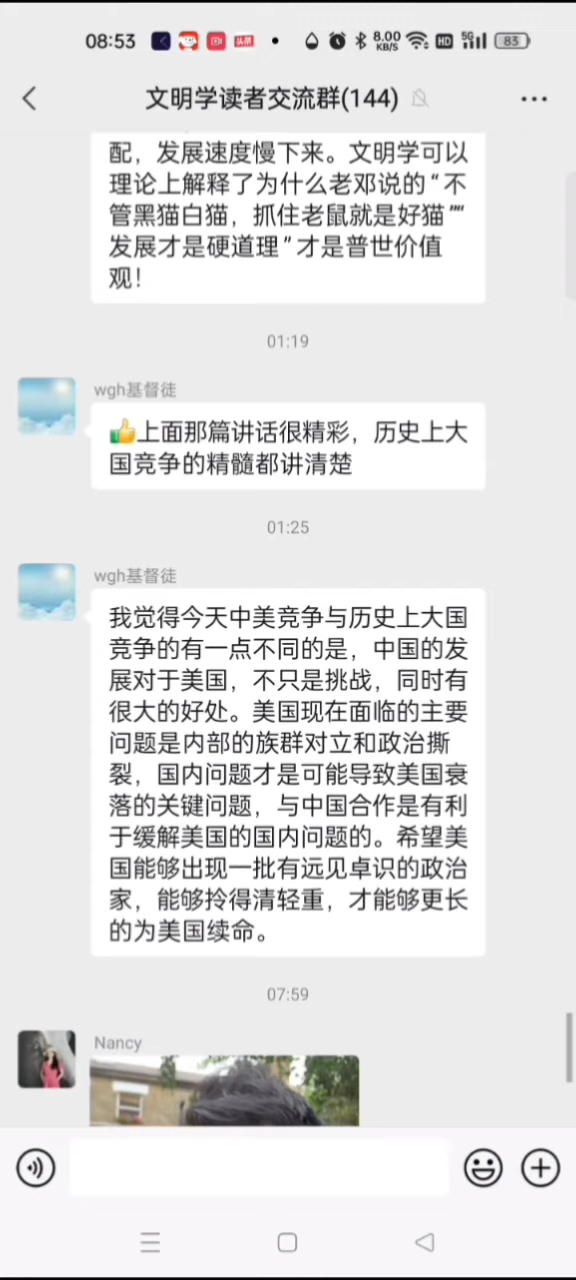 08:53
头条
8.00
KB/S
HD
5G
83
文明学读者交流群(144)
配，发展速度慢下来。文明学可以
理论上解释了为什么老邓说的“不
管黑猫白猫，抓住老鼠就是好猫””
发展才是硬道理”才是普世价值
观！
01:19
wgh基督徒
👍上面那篇讲话很精彩，历史上大
国竞争的精髓都讲清楚
01:25
wgh基督徒
我觉得今天中美竞争与历史上大国
竞争的有一点不同的是，中国的发
展对于美国，不只是挑战，同时有
很大的好处。美国现在面临的主要
问题是内部的族群对立和政治撕
裂，国内问题才是可能导致美国衰
落的关键问题，与中国合作是有利
于缓解美国的国内问题的。希望美
国能够出现一批有远见卓识的政治
家，能够拎得清轻重，才能够更长
的为美国续命。
07:59
Nancy